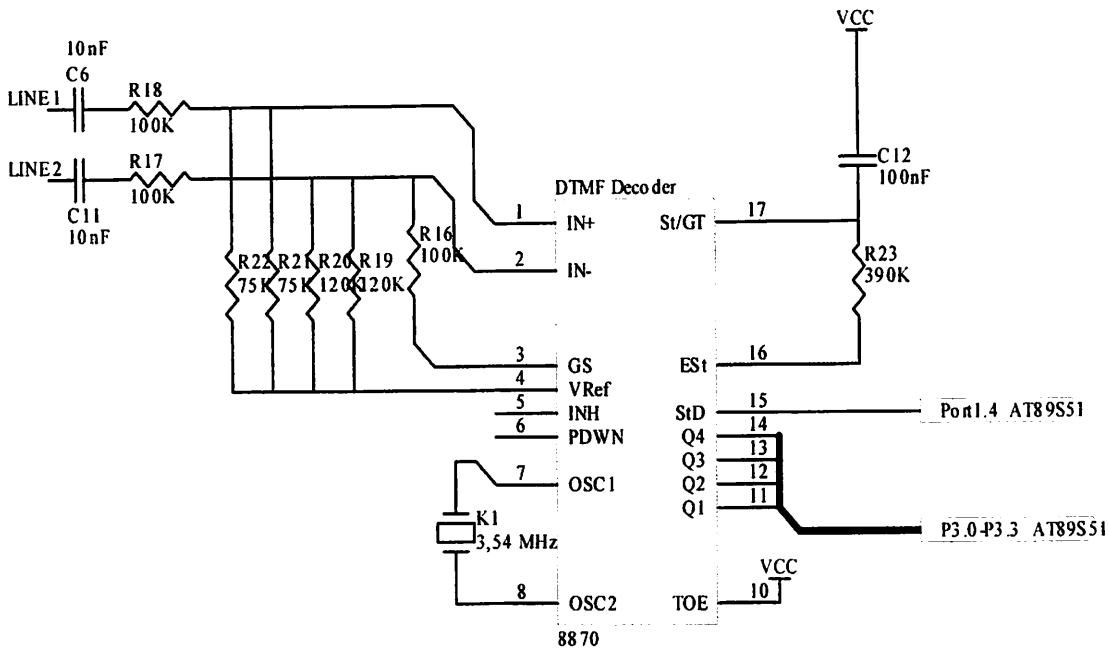 VCC
10nF
C6
LINE1
R18
100K
LINE2
R17
100K
C11
10nF
C12
100nF
DTMF Decoder
1
IN+
St/GT
17
2
IN-
R16
100K
R22
75K
R21
75K
R20
120K
R19
120K
R23
390K
3
GS
ESt
16
4
VRef
5
INH
StD
15
Port1.4 AT89S51
6
PDWN
Q4
14
Q3
13
Q2
12
Q1
11
7
OSC1
K1
3,54 MHz
P3.0-P3.3 AT89S51
VCC
8
OSC2
TOE
10
8870